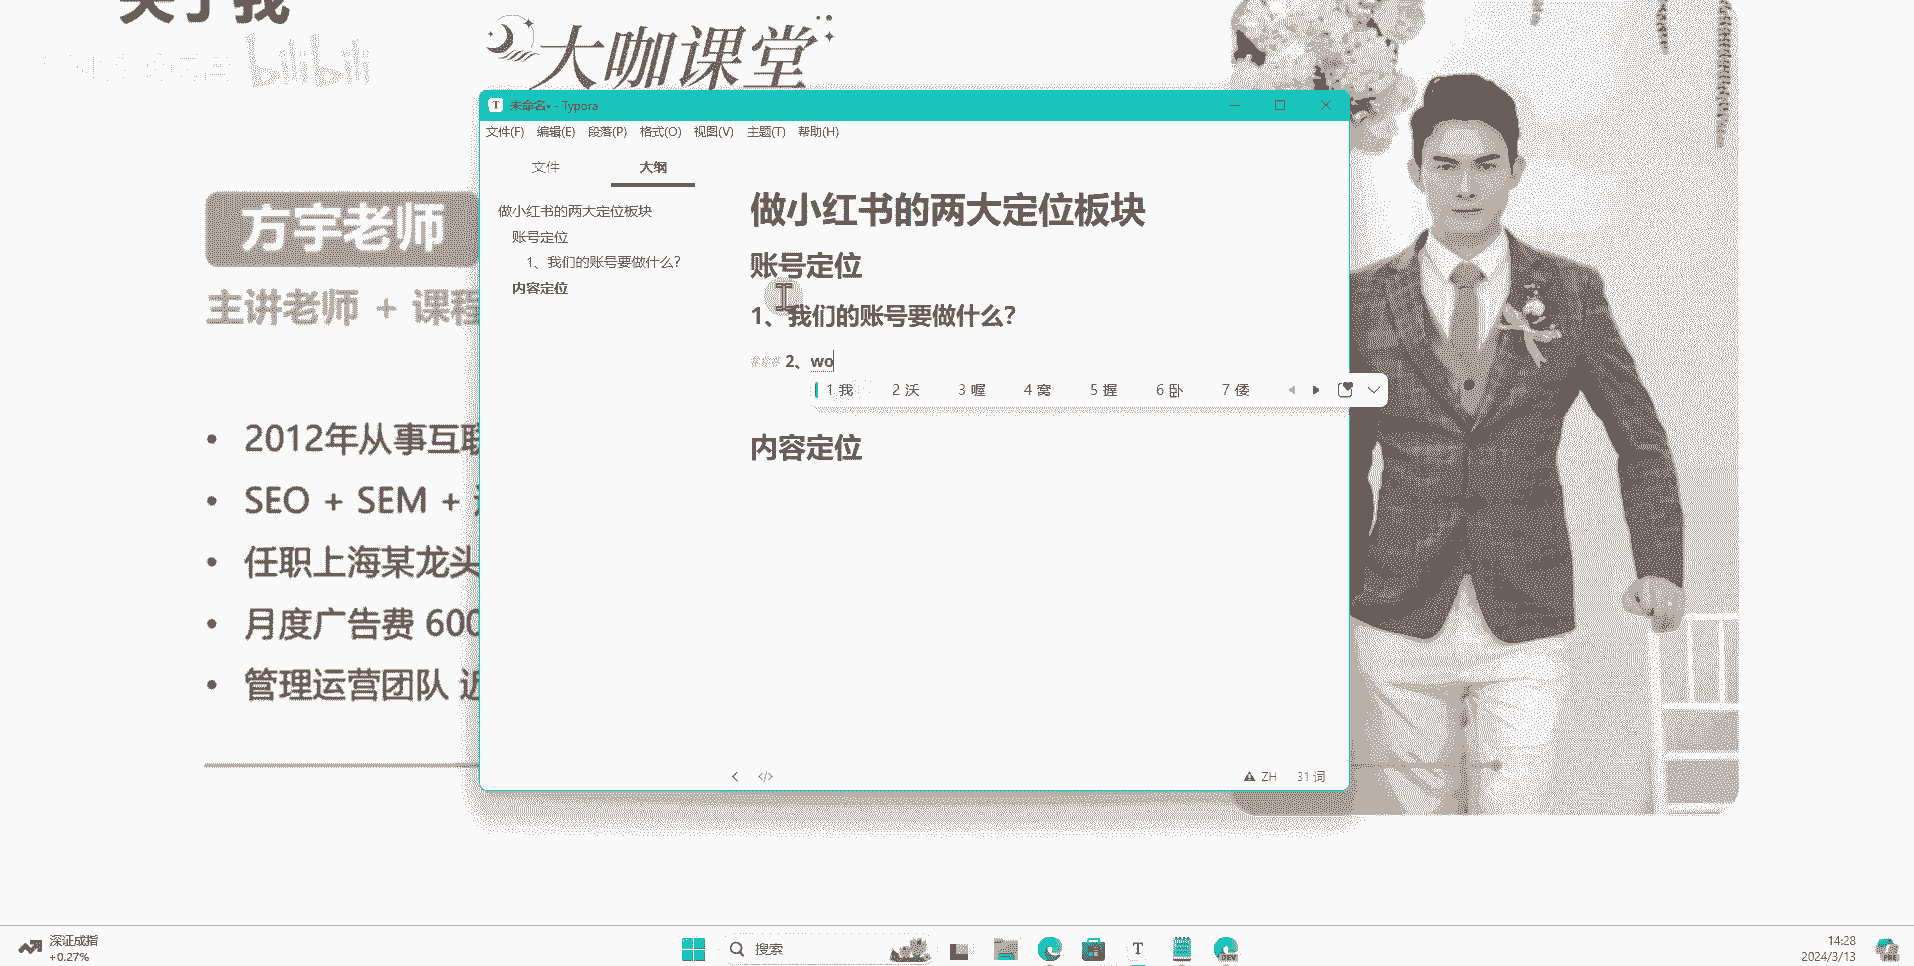 关于我
bilibili
大咖课堂
方宇老师
主讲老师 + 课程
2012年从事互联
SEO + SEM +
任职上海某龙头
月度广告费 600
管理运营团队 近
未命名• - Typora
文件(F) 编辑(E) 段落(P) 格式(O) 视图(V) 主题(T) 帮助(H)
文件 大纲
做小红书的两大定位板块
账号定位
1、我们的账号要做什么?
内容定位
做小红书的两大定位板块
账号定位
1、我们的账号要做什么?
### 2、wo
1 我 2 沃 3 喔 4 窝 5 握 6 卧 7 倭
内容定位
ZH 31 词
深证成指
+0.27%
搜索
T
DEV
14:28
2024/3/13
PRE